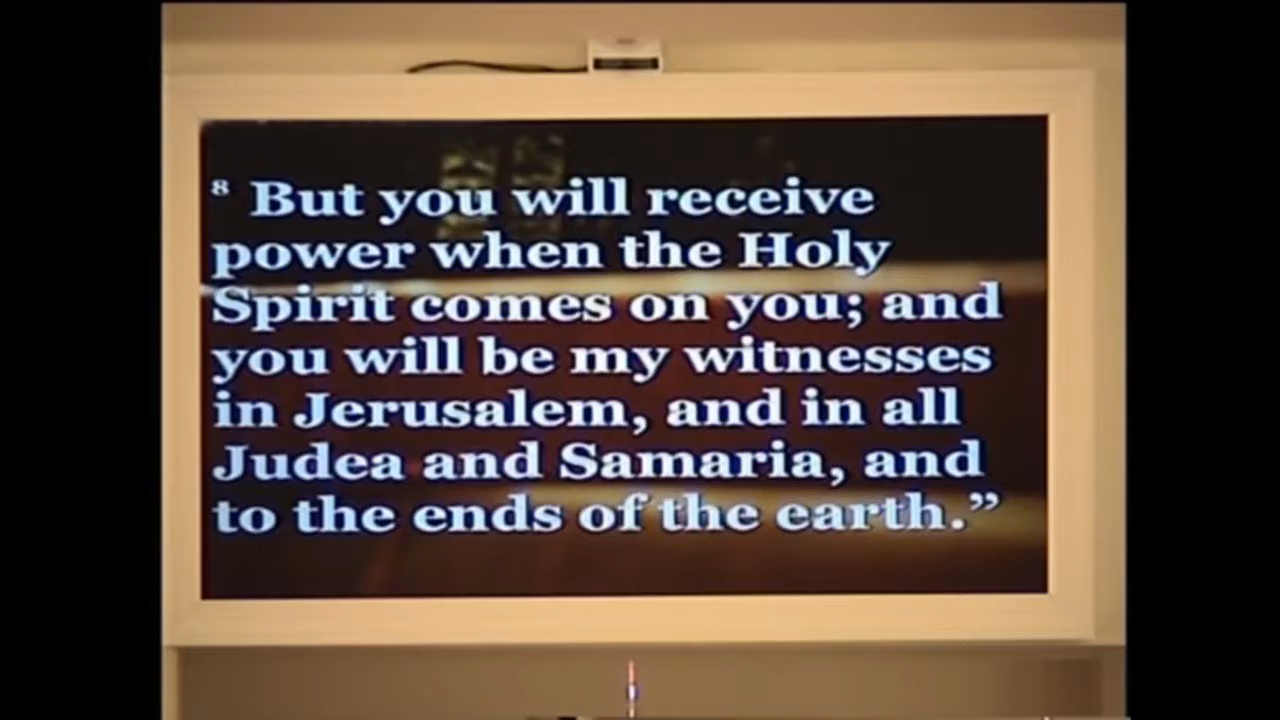 ⁸ But you will receive
power when the Holy
Spirit comes on you; and
you will be my witnesses
in Jerusalem, and in all
Judea and Samaria, and
to the ends of the earth.”